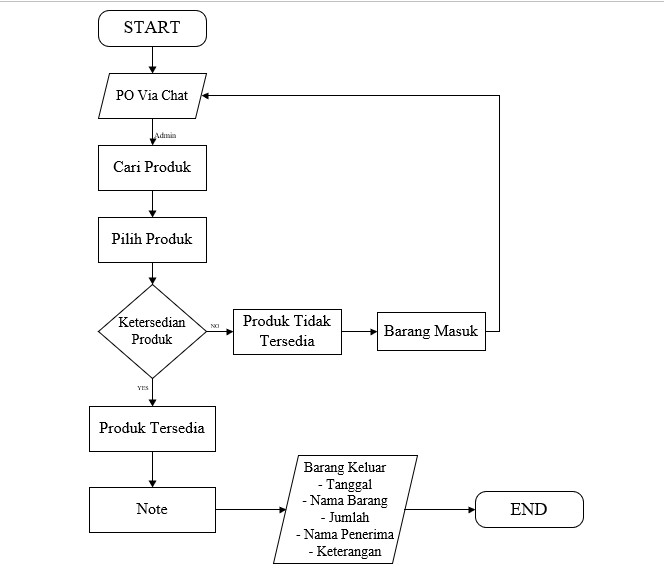 START
PO Via Chat
Admin
Cari Produk
Pilih Produk
Ketersedian
Produk
NO
Produk Tidak
Tersedia
Barang Masuk
YES
Produk Tersedia
Note
Barang Keluar
- Tanggal
- Nama Barang
- Jumlah
- Nama Penerima
- Keterangan
END